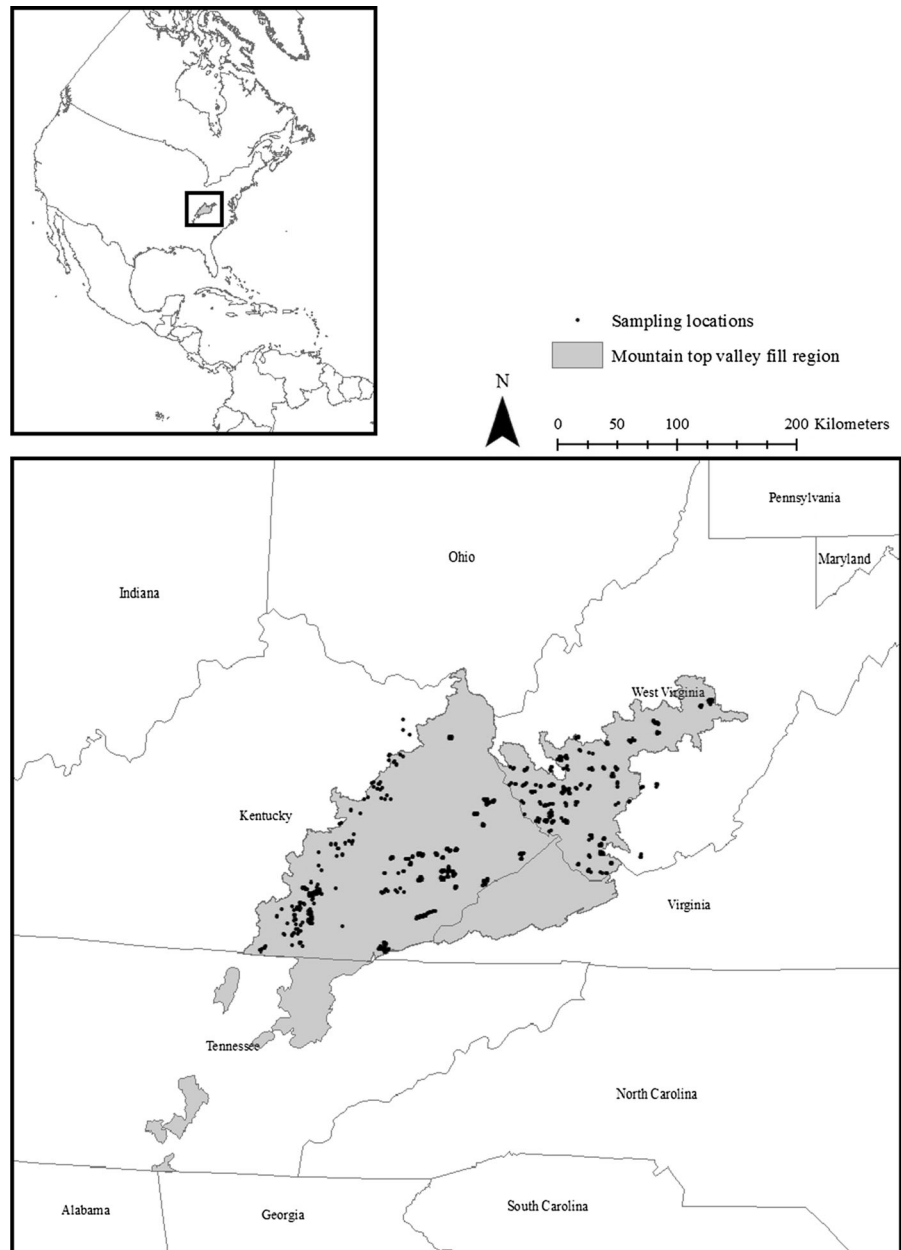 Sampling locations
Mountain top valley fill region
N
0 50 100 200 Kilometers
Pennsylvania
Maryland
Ohio
Indiana
West Virginia
Kentucky
Virginia
Tennessee
North Carolina
South Carolina
Alabama
Georgia